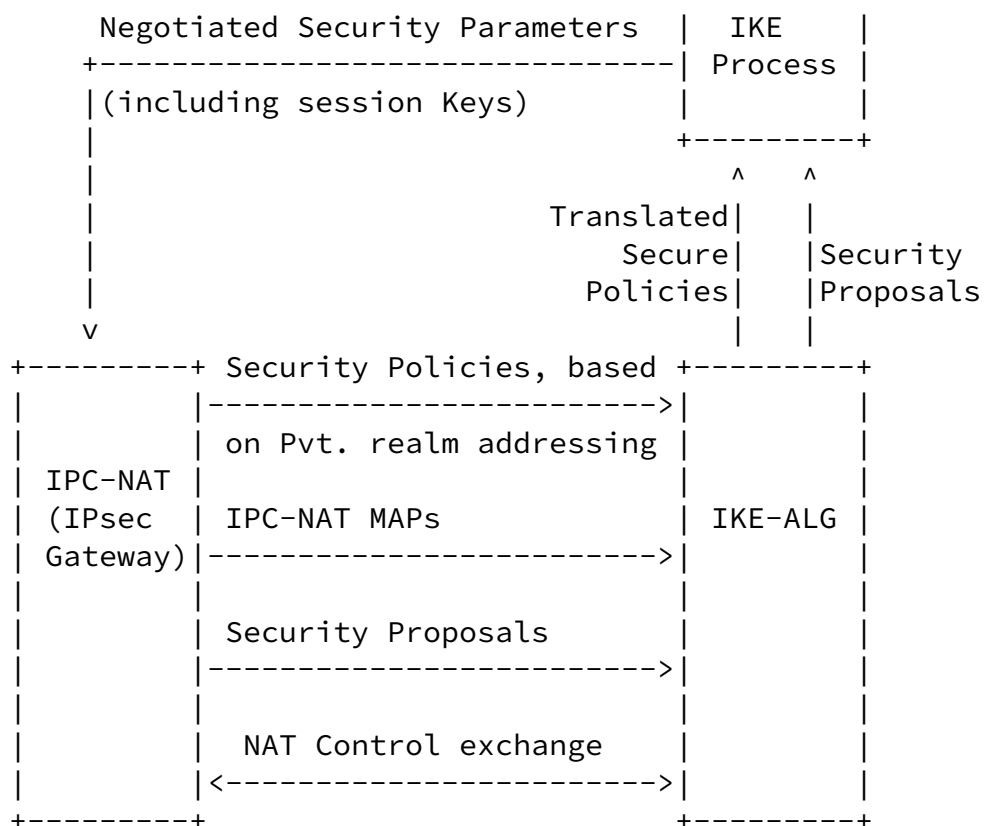 Negotiated Security Parameters | IKE |
+--------------------------------| Process |
|(including session Keys) | |
| +---------+
| ^ ^
| Translated| |
| Secure| |Security
| Policies| |Proposals
v | |
+---------+ Security Policies, based +---------+
| |------------------------->| |
| | on Pvt. realm addressing | |
| IPC-NAT | | |
| (IPsec | IPC-NAT MAPs | IKE-ALG |
| Gateway)|------------------------->| |
| | | |
| | Security Proposals | |
| |------------------------->| |
| | | |
| | NAT Control exchange | |
| |<------------------------>| |
+---------+ +---------+